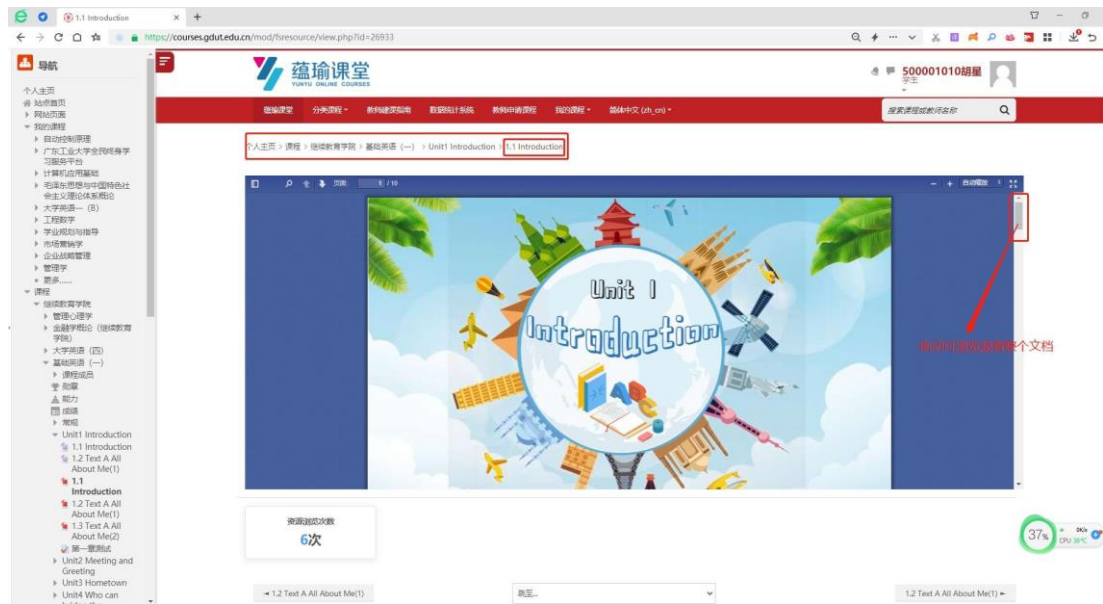 1.1 Introduction
https://courses.gdut.edu.cn/mod/fsresource/view.php?id=26933
导航
个人主页
站点首页
网站页面
我的课程
自动控制原理
广东工业大学全民终身学
习服务平台
计算机应用基础
毛泽东思想与中国特色社
会主义理论体系概论
大学英语一（B）
工程数学
学业规划与指导
市场营销学
企业战略管理
管理学
更多......
课程
继续教育学院
管理心理学
金融学概论（继续教育
学院）
大学英语（四）
基础英语（一）
课程成员
勋章
能力
成绩
常规
Unit1 Introduction
1.1 Introduction
1.2 Text A All
About Me(1)
1.1
Introduction
1.2 Text A All
About Me(1)
1.3 Text A All
About Me(2)
第一章测试
Unit2 Meeting and
Greeting
Unit3 Hometown
Unit4 Who can
蕴瑜课堂
YUNYU ONLINE COURSES
500001010胡星
学生
蕴瑜课堂 分类课程 教师建课指南 数据统计系统 教师申请课程 我的课程 简体中文 (zh_cn)
搜索课程或教师名称
个人主页 > 课程 > 继续教育学院 > 基础英语（一） > Unit1 Introduction > 1.1 Introduction
页面: 1 / 10
自动缩放
Unit 1
Introduction
ABC
整个文档
资源浏览次数
6次
1.2 Text A All About Me(1)
跳至...
1.2 Text A All About Me(1)
37%
0K/s
CPU 38℃